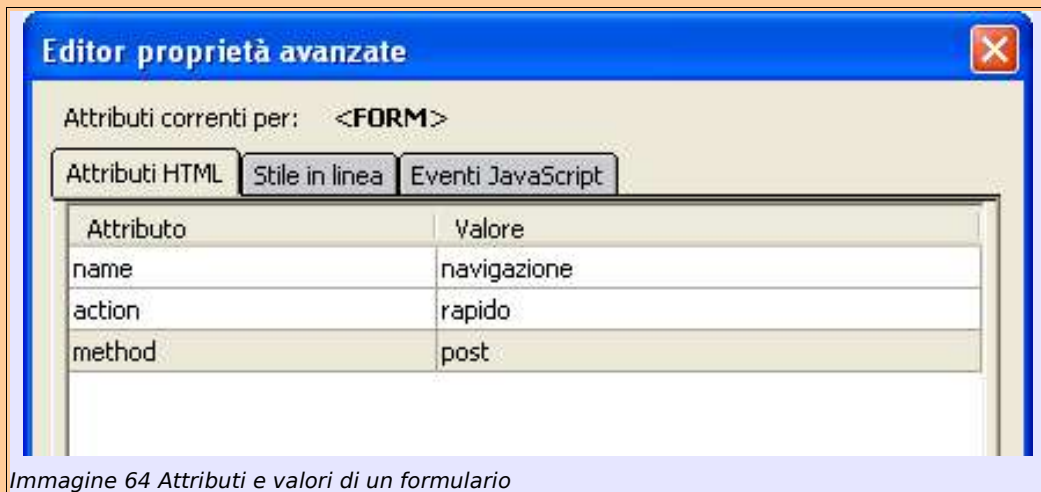 Editor proprietà avanzate
Attributi correnti per: <FORM>
Attributi HTML Stile in linea Eventi JavaScript
Attributo Valore
name navigazione
action rapido
method post
Immagine 64 Attributi e valori di un formulario